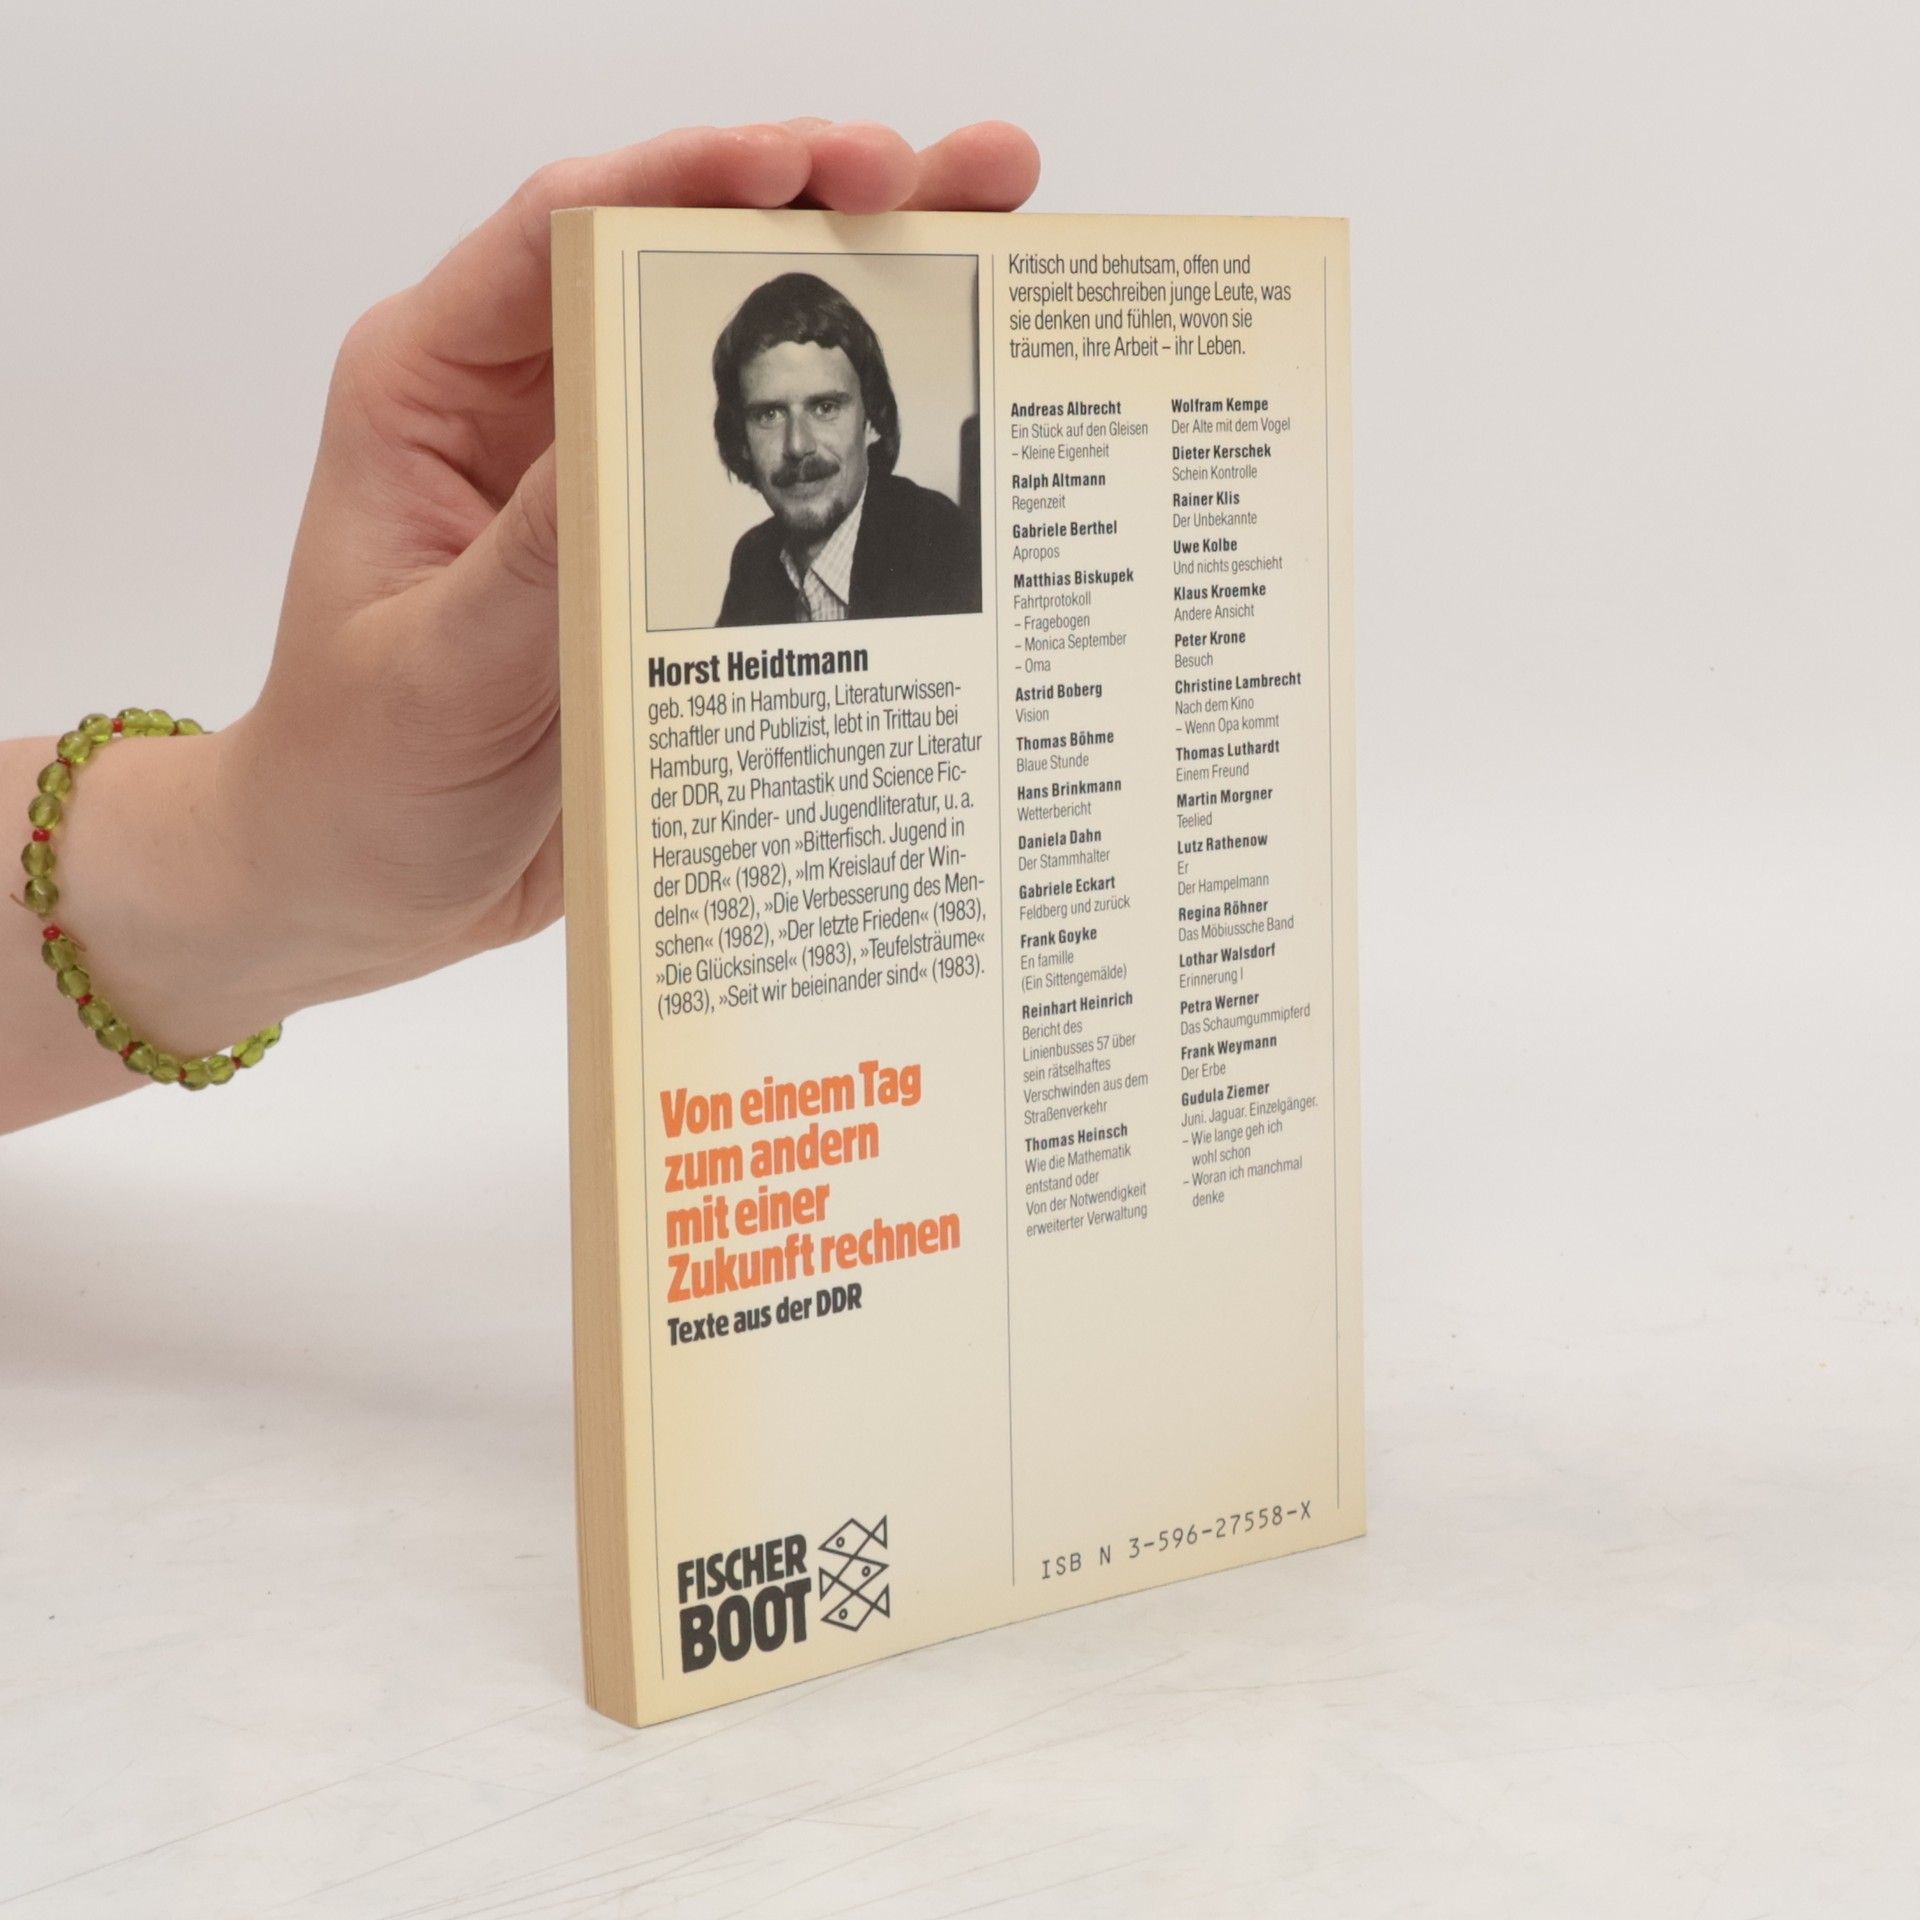 Horst Heidtmann
geb. 1948 in Hamburg, Literaturwissen-
schaftler und Publizist, lebt in Trittau bei
Hamburg, Veröffentlichungen zur Literatur
der DDR, zu Phantastik und Science Fic-
tion, zur Kinder- und Jugendliteratur, u. a.
Herausgeber von »Bitterfisch. Jugend in
der DDR« (1982), »Im Kreislauf der Win-
deln« (1982), »Die Verbesserung des Men-
schen« (1982), »Der letzte Frieden« (1983),
»Die Glücksinsel« (1983), »Teufelsträume«
(1983), »Seit wir beieinander sind« (1983).
Von einem Tag
zum andern
mit einer
Zukunft rechnen
Texte aus der DDR
FISCHER
BOOT
Kritisch und behutsam, offen und
verspielt beschreiben junge Leute, was
sie denken und fühlen, wovon sie
träumen, ihre Arbeit – ihr Leben.
Andreas Albrecht
Ein Stück auf den Gleisen
– Kleine Eigenheit
Ralph Altmann
Regenzeit
Gabriele Berthel
Apropos
Matthias Biskupek
Fahrtprotokoll
– Fragebogen
– Monica September
– Oma
Astrid Boberg
Vision
Thomas Böhme
Blaue Stunde
Hans Brinkmann
Wetterbericht
Daniela Dahn
Der Stammhalter
Gabriele Eckart
Feldberg und zurück
Frank Goyke
En famille
(Ein Sittengemälde)
Reinhart Heinrich
Bericht des
Linienbusses 57 über
sein rätselhaftes
Verschwinden aus dem
Straßenverkehr
Thomas Heinsch
Wie die Mathematik
entstand oder
Von der Notwendigkeit
erweiterter Verwaltung
Wolfram Kempe
Der Alte mit dem Vogel
Dieter Kerschek
Schein Kontrolle
Rainer Klis
Der Unbekannte
Uwe Kolbe
Und nichts geschieht
Klaus Kroemke
Andere Ansicht
Peter Krone
Besuch
Christine Lambrecht
Nach dem Kino
– Wenn Opa kommt
Thomas Luthardt
Einem Freund
Martin Morgner
Teelied
Lutz Rathenow
Er
Der Hampelmann
Regina Röhner
Das Möbiussche Band
Lothar Walsdorf
Erinnerung I
Petra Werner
Das Schaumgummipferd
Frank Weymann
Der Erbe
Gudula Ziemer
Juni. Jaguar. Einzelgänger.
– Wie lange geh ich
wohl schon
– Woran ich manchmal
denke
ISB N 3-596-27558-X